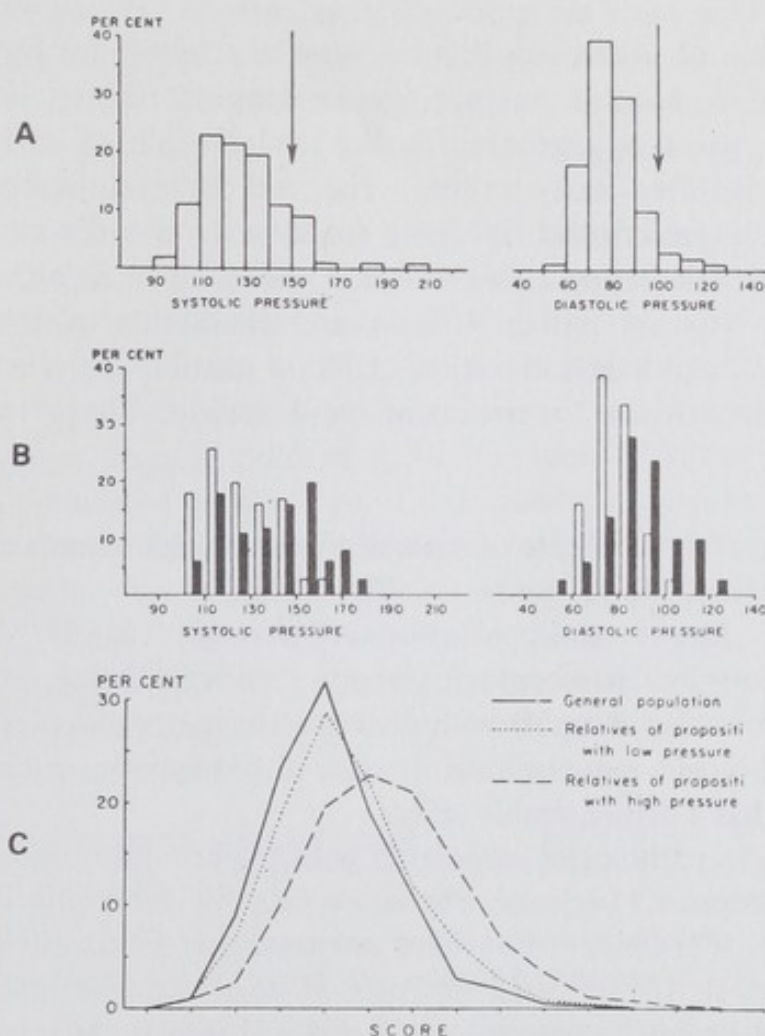 PER CENT
40
A
30
20
10
90 110 130 150 170 190 210
SYSTOLIC PRESSURE
40 60 80 100 120 140
DIASTOLIC PRESSURE
PER CENT
40
B
30
20
10
90 110 130 150 170 190 210
SYSTOLIC PRESSURE
40 60 80 100 120 140
DIASTOLIC PRESSURE
PER CENT
30
General population
Relatives of propositi
with low pressure
Relatives of propositi
with high pressure
20
C
10
0
SCORE